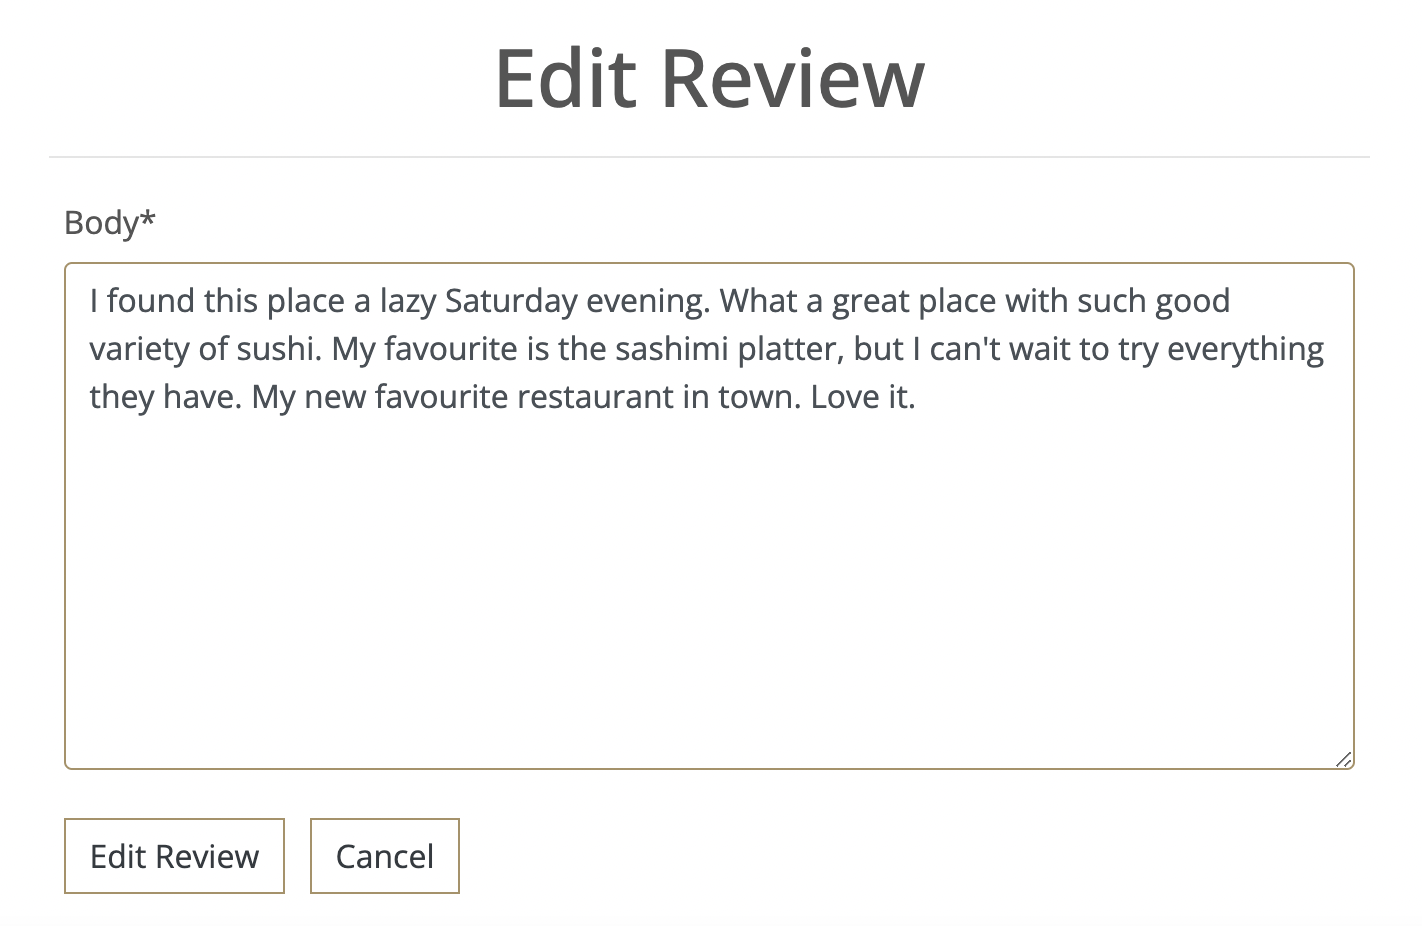 Edit Review
Body*
I found this place a lazy Saturday evening. What a great place with such good
variety of sushi. My favourite is the sashimi platter, but I can't wait to try everything
they have. My new favourite restaurant in town. Love it.
Edit Review
Cancel